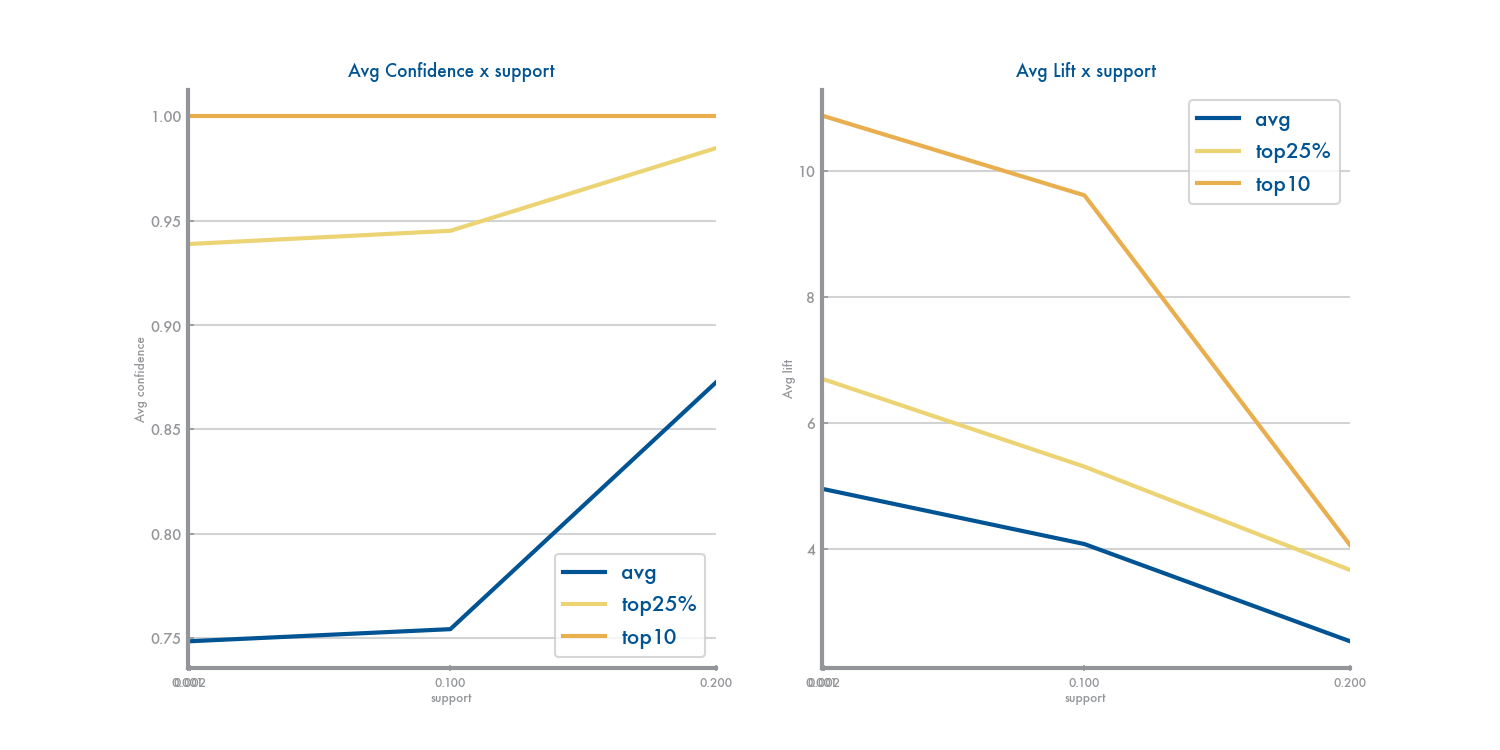 Avg Confidence x support
1.00
0.95
0.90
0.85
0.80
0.75
Avg confidence
avg
top25%
top10
0.100
0.200
support
Avg Lift x support
10
8
6
4
Avg lift
avg
top25%
top10
0.100
0.200
support